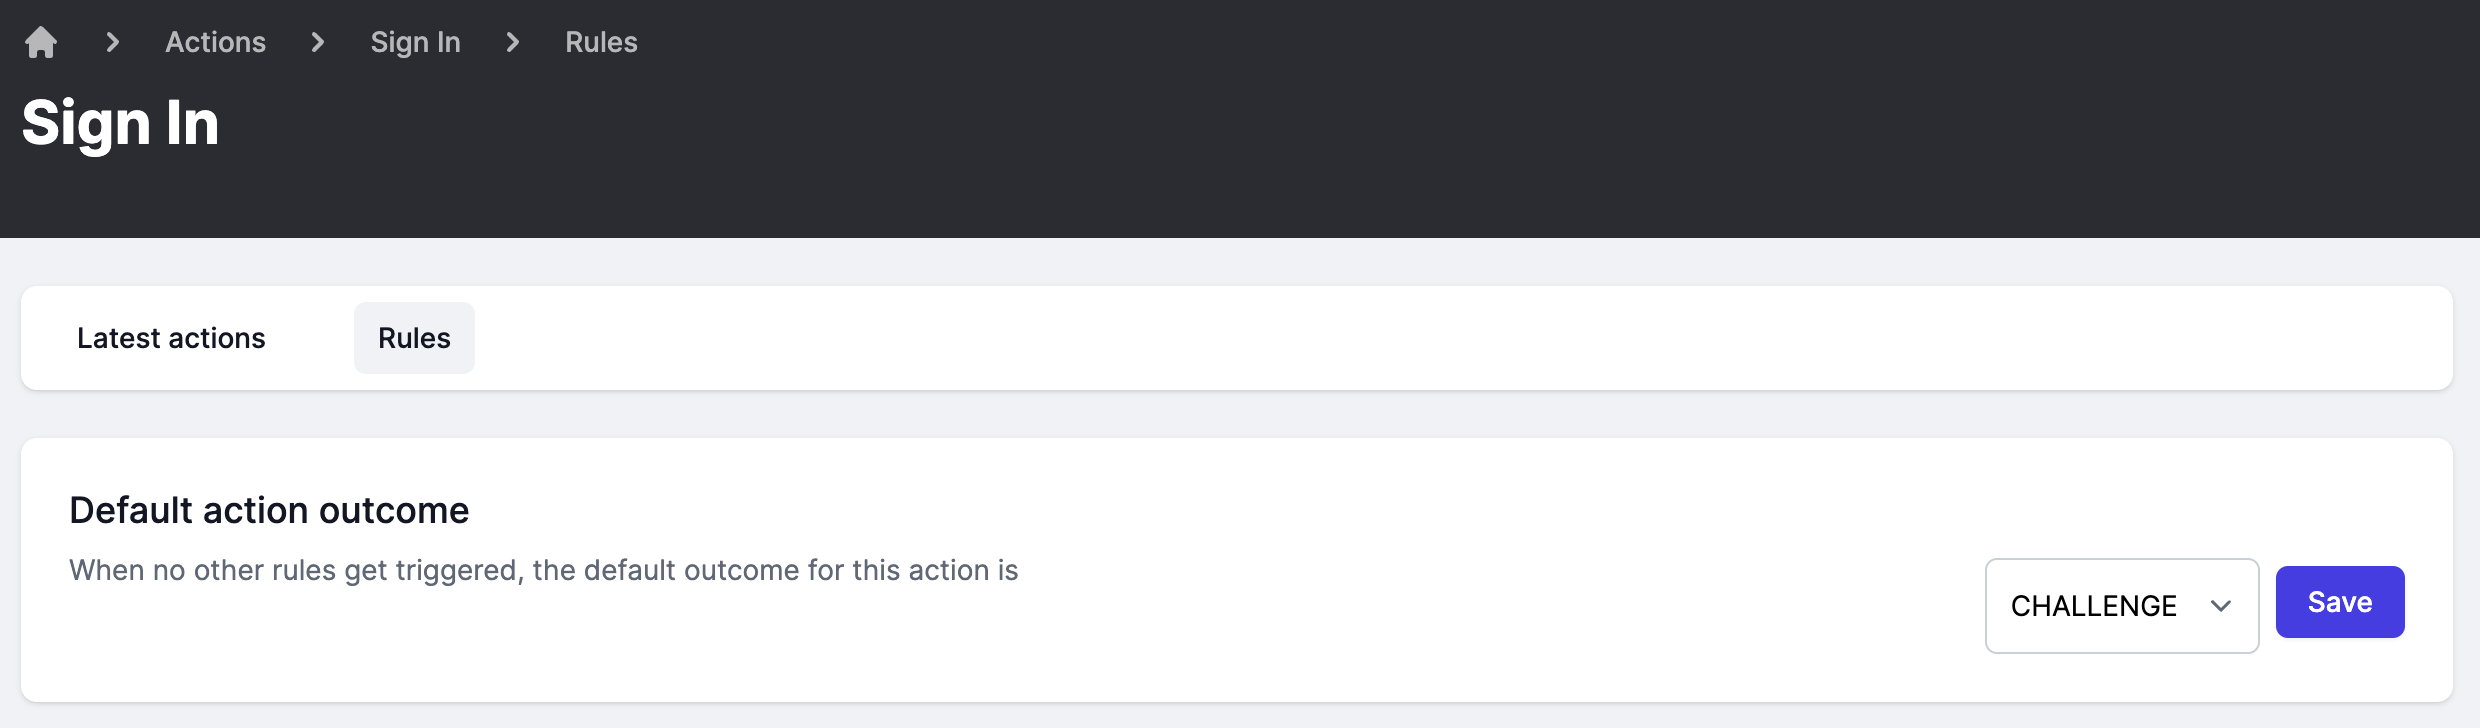 Actions Sign In Rules
Sign In
Latest actions Rules
Default action outcome
When no other rules get triggered, the default outcome for this action is
CHALLENGE Save